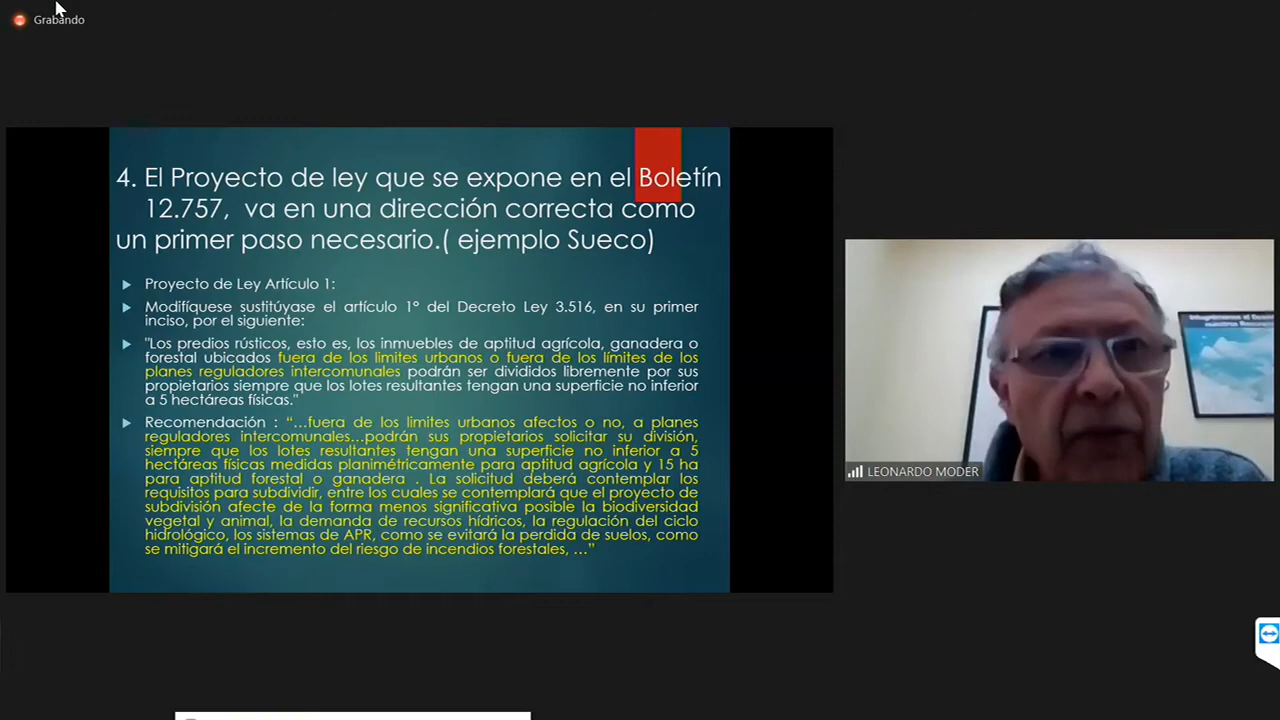 Grabando
4. El Proyecto de ley que se expone en el Boletín
12.757, va en una dirección correcta como
un primer paso necesario.( ejemplo Sueco)
Proyecto de Ley Artículo 1:
Modifíquese sustitúyase el artículo 1° del Decreto Ley 3.516, en su primer
inciso, por el siguiente:
"Los predios rústicos, esto es, los inmuebles de aptitud agrícola, ganadera o
forestal ubicados fuera de los limites urbanos o fuera de los límites de los
planes reguladores intercomunales podrán ser divididos libremente por sus
propietarios siempre que los lotes resultantes tengan una superficie no inferior
a 5 hectáreas físicas."
Recomendación : “…fuera de los limites urbanos afectos o no, a planes
reguladores intercomunales…podrán sus propietarios solicitar su división,
siempre que los lotes resultantes tengan una superficie no inferior a 5
hectáreas físicas medidas planimétricamente para aptitud agrícola y 15 ha
para aptitud forestal o ganadera . La solicitud deberá contemplar los
requisitos para subdividir, entre los cuales se contemplará que el proyecto de
subdivisión afecte de la forma menos significativa posible la biodiversidad
vegetal y animal, la demanda de recursos hídricos, la regulación del ciclo
hidrológico, los sistemas de APR, como se evitará la perdida de suelos, como
se mitigará el incremento del riesgo de incendios forestales, …”
LEONARDO MODER